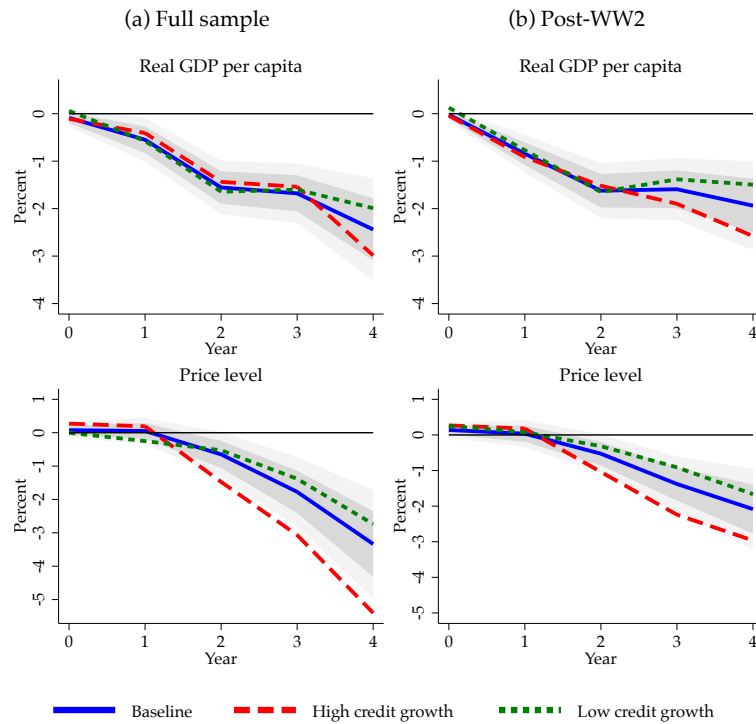 (a) Full sample
(b) Post-WW2
Real GDP per capita
Percent
0
-1
-2
-3
-4
0 1 2 3 4
Year
Real GDP per capita
Percent
0
-1
-2
-3
-4
0 1 2 3 4
Year
Price level
Percent
1
0
-1
-2
-3
-4
-5
0 1 2 3 4
Year
Price level
Percent
1
0
-1
-2
-3
-4
-5
0 1 2 3 4
Year
Baseline High credit growth Low credit growth